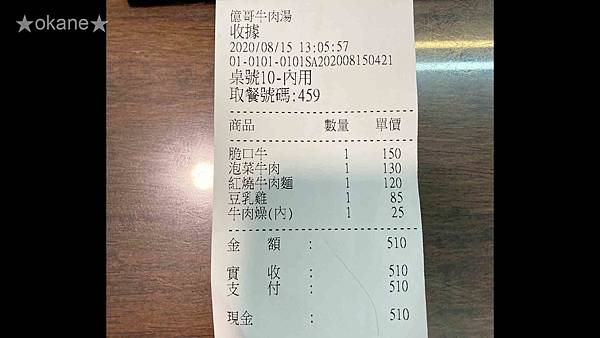 ★okane★
億哥牛肉湯
收據
2020/08/15 13:05:57
01-0101-0101SA202008150421
桌號10-內用
取餐號碼:459
商品 數量 單價
脆口牛 1 150
泡菜牛肉 1 130
紅燒牛肉麵 1 120
豆乳雞 1 85
牛肉燥(內) 1 25
金 額 : 510
實 收 : 510
支 付 : 510
現金 : 510